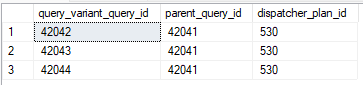 query_variant_query_id parent_query_id dispatcher_plan_id
1 42042 42041 530
2 42043 42041 530
3 42044 42041 530